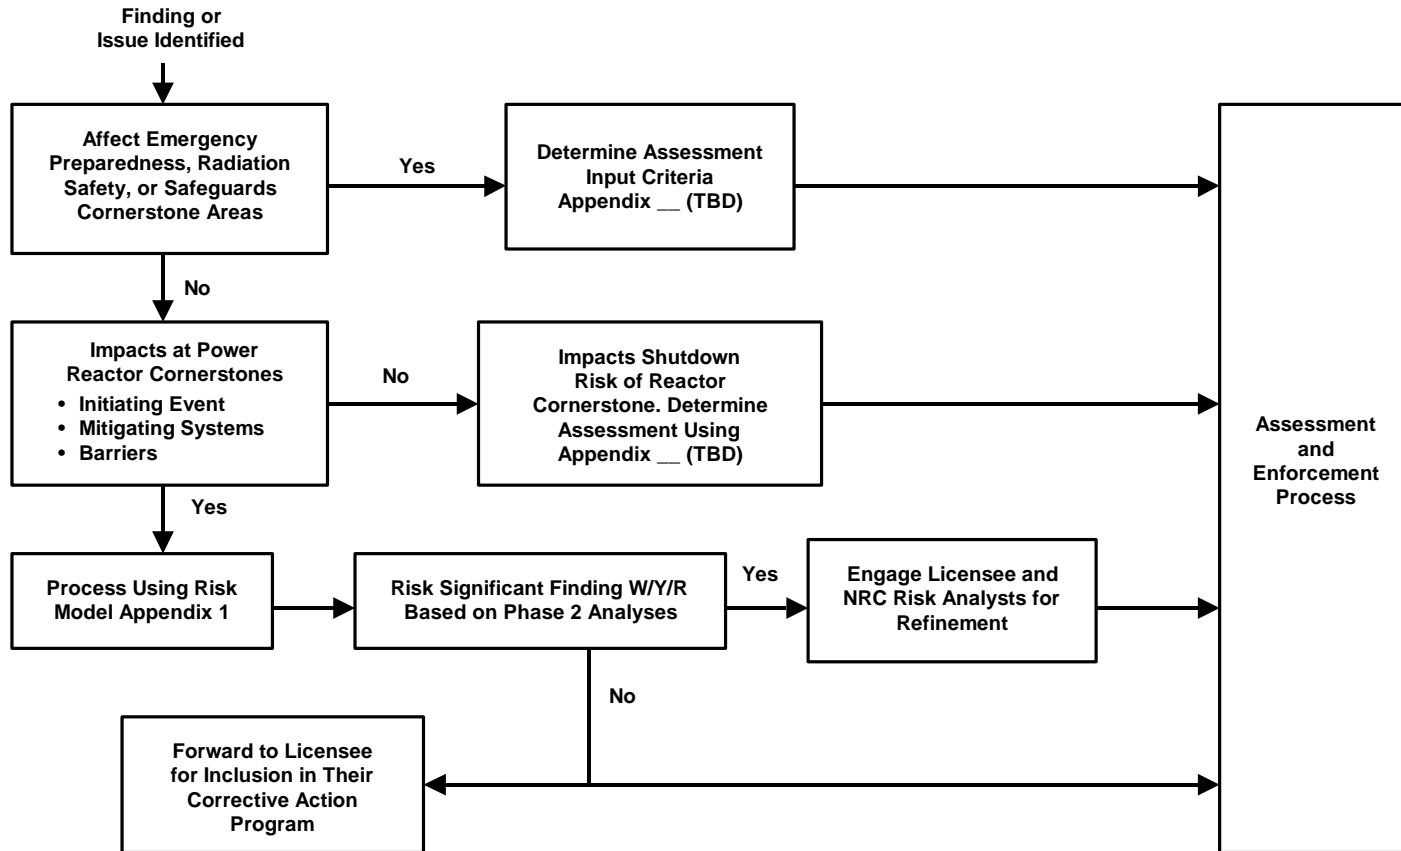 Finding or
Issue Identified
Affect Emergency
Preparedness, Radiation
Safety, or Safeguards
Cornerstone Areas
Yes
Determine Assessment
Input Criteria
Appendix __ (TBD)
No
Impacts at Power
Reactor Cornerstones
• Initiating Event
• Mitigating Systems
• Barriers
No
Impacts Shutdown
Risk of Reactor
Cornerstone. Determine
Assessment Using
Appendix __ (TBD)
Assessment
and
Enforcement
Process
Yes
Process Using Risk
Model Appendix 1
Risk Significant Finding W/Y/R
Based on Phase 2 Analyses
Yes
Engage Licensee and
NRC Risk Analysts for
Refinement
No
Forward to Licensee
for Inclusion in Their
Corrective Action
Program